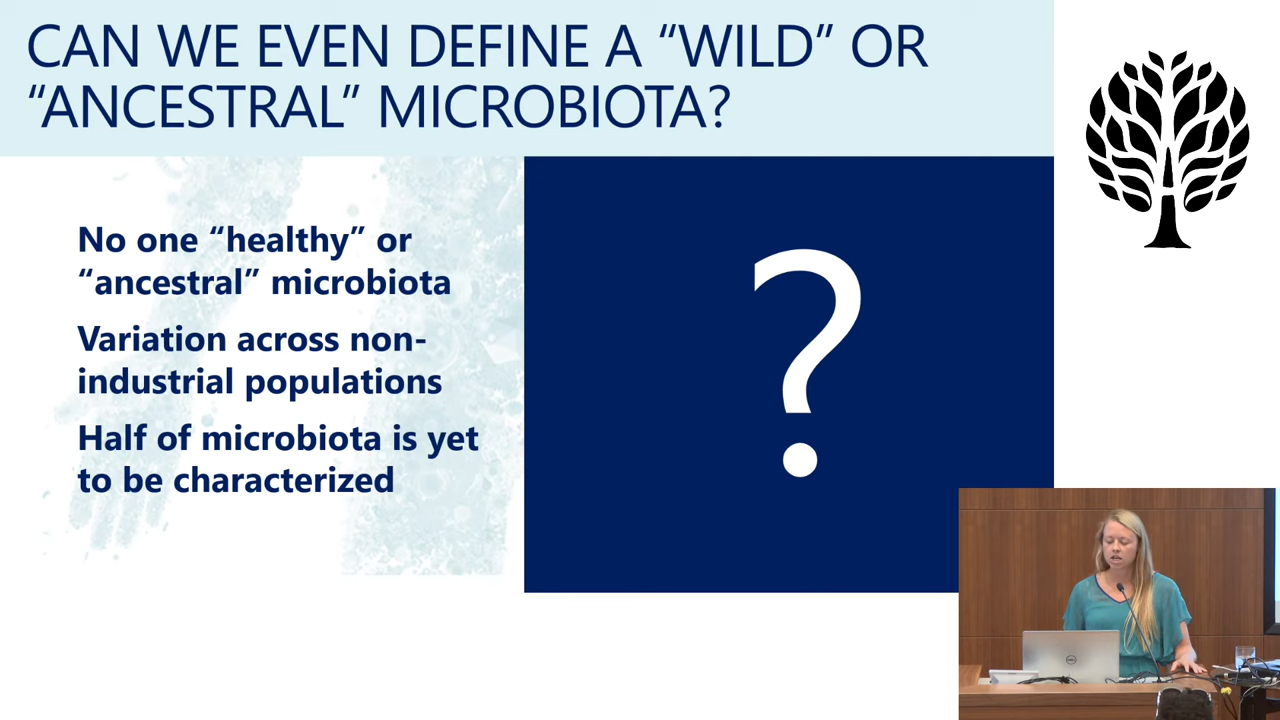 CAN WE EVEN DEFINE A “WILD” OR
“ANCESTRAL” MICROBIOTA?
No one “healthy” or
“ancestral” microbiota
Variation across non-
industrial populations
Half of microbiota is yet
to be characterized
?
DELL